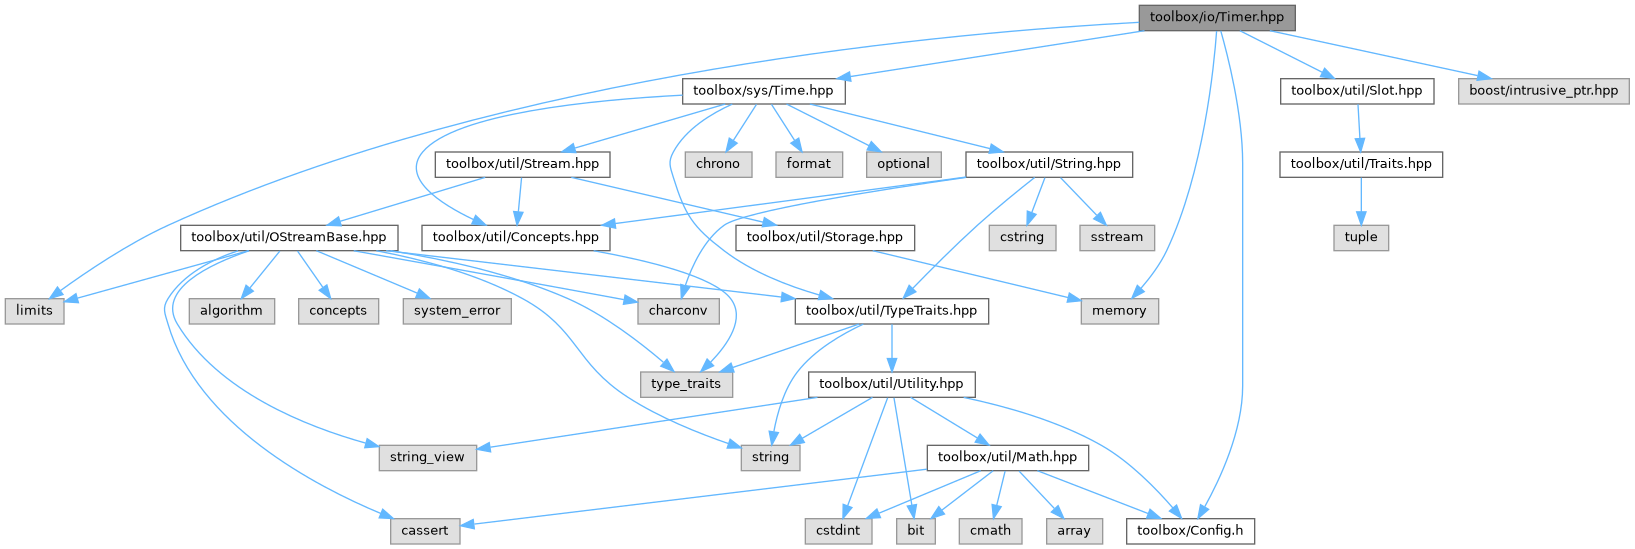 toolbox/io/Timer.hpp
toolbox/sys/Time.hpp
toolbox/util/Slot.hpp
boost/intrusive_ptr.hpp
toolbox/util/Stream.hpp
chrono
format
optional
toolbox/util/String.hpp
toolbox/util/Traits.hpp
toolbox/util/OStreamBase.hpp
toolbox/util/Concepts.hpp
toolbox/util/Storage.hpp
cstring
sstream
tuple
limits
algorithm
concepts
system_error
charconv
toolbox/util/TypeTraits.hpp
memory
type_traits
toolbox/util/Utility.hpp
string_view
string
toolbox/util/Math.hpp
cassert
cstdint
bit
cmath
array
toolbox/Config.h